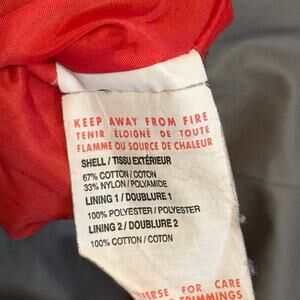 KEEP AWAY FROM FIRE
TENIR ÉLOIGNÉ DE TOUTE
FLAMME OU SOURCE DE CHALEUR
SHELL / TISSU EXTÉRIEUR
67% COTTON / COTON
33% NYLON / POLYAMIDE
LINING 1 / DOUBLURE 1
100% POLYESTER / POLYESTER
LINING 2 / DOUBLURE 2
100% COTTON / COTON
FOR CARE
TRIMMINGS